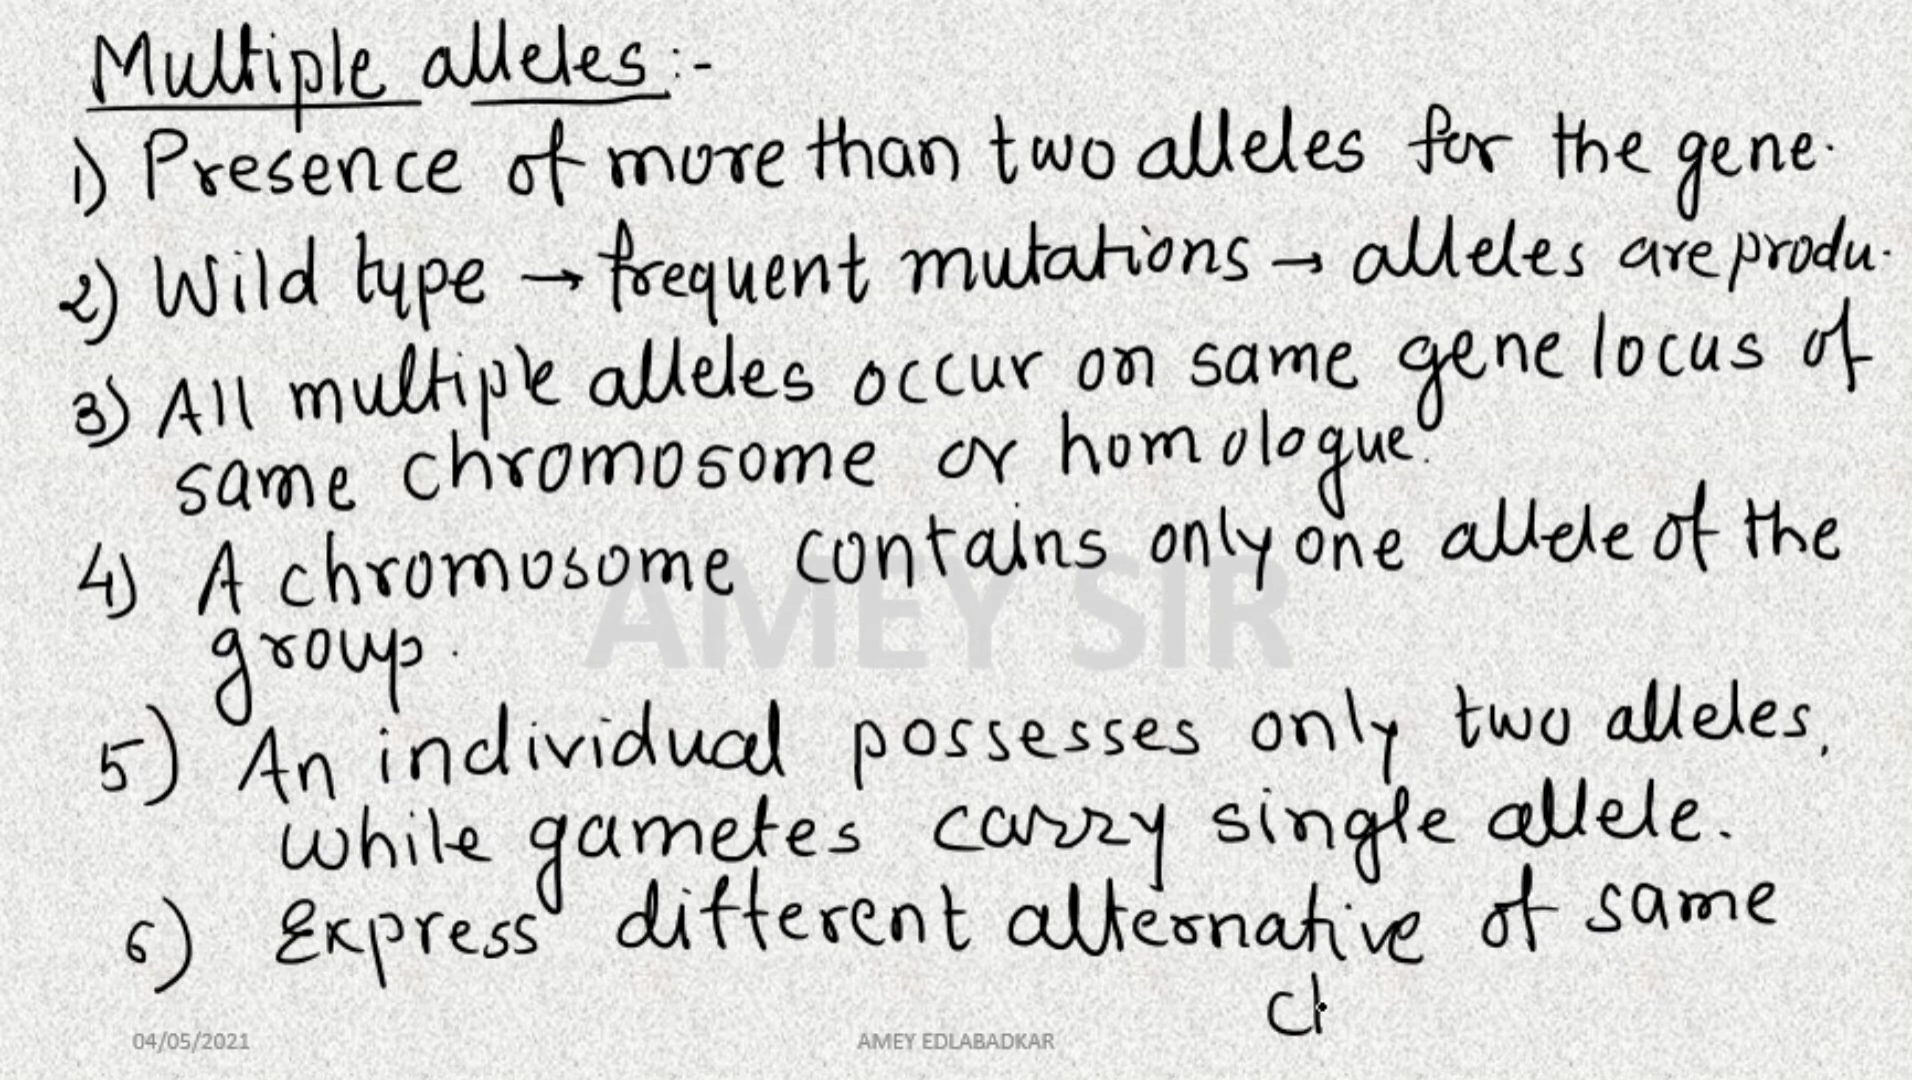 Multiple alleles :-
1) Presence of more than two alleles for the gene.
2) Wild type → frequent mutations → alleles are produ.
3) All multiple alleles occur on same gene locus of
same chromosome or homologue.
4) A chromosome contains only one allele of the
group.
AMEY SIR
5) An individual possesses only two alleles,
while gametes carry single allele.
6) Express different alternative of same
ch
04/05/2021
AMEY EDLABADKAR